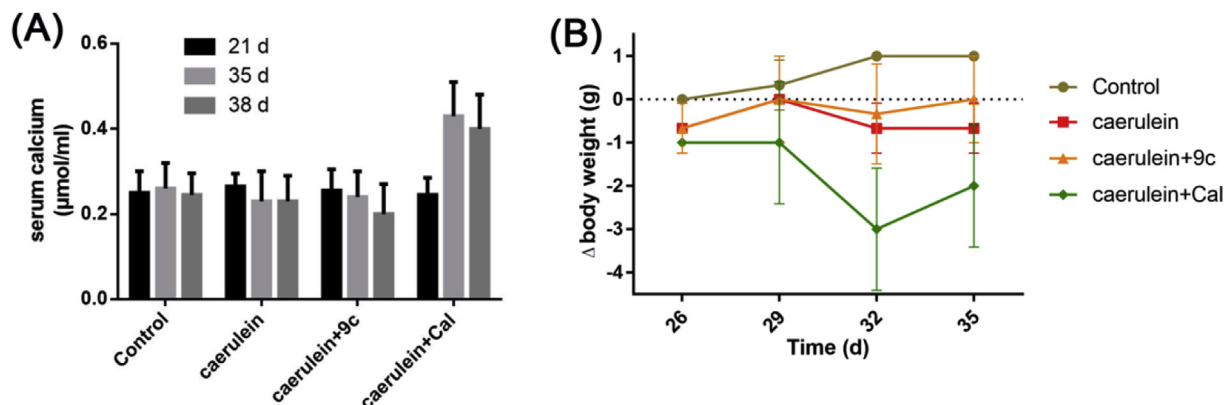 (A)
serum calcium
(μmol/ml)
0.6
0.4
0.2
0.0
21 d
35 d
38 d
Control
caerulein
caerulein+9c
caerulein+Cal
(B)
Δ body weight (g)
1
0
-1
-2
-3
-4
26
29
32
35
Time (d)
Control
caerulein
caerulein+9c
caerulein+Cal